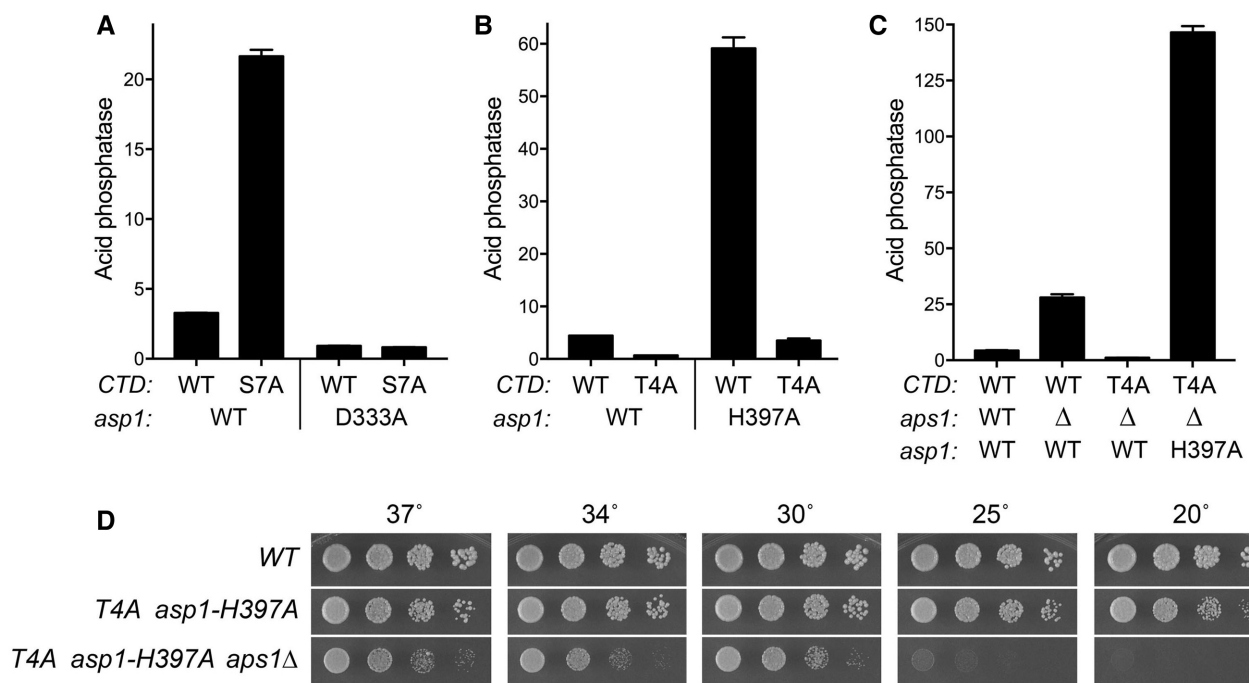 A
Acid phosphatase
20
15
10
5
0
CTD: WT S7A WT S7A
asp1: WT D333A
B
Acid phosphatase
60
50
40
30
20
10
0
CTD: WT T4A WT T4A
asp1: WT H397A
C
Acid phosphatase
150
125
100
75
50
25
0
CTD: WT WT T4A T4A
aps1: WT Δ Δ Δ
asp1: WT WT WT H397A
D
37° 34° 30° 25° 20°
WT
T4A asp1-H397A
T4A asp1-H397A aps1Δ